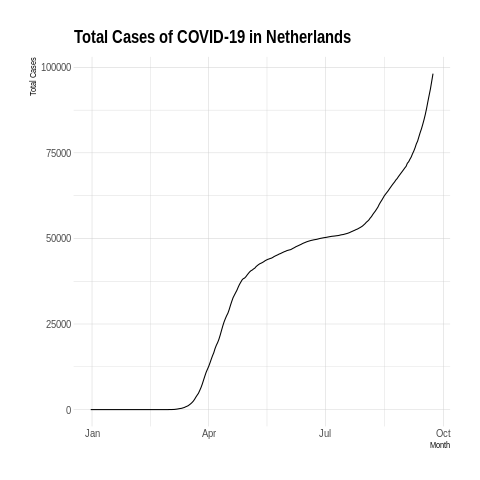 Total Cases of COVID-19 in Netherlands
Total Cases
100000
75000
50000
25000
0
Jan Apr Jul Oct
Month